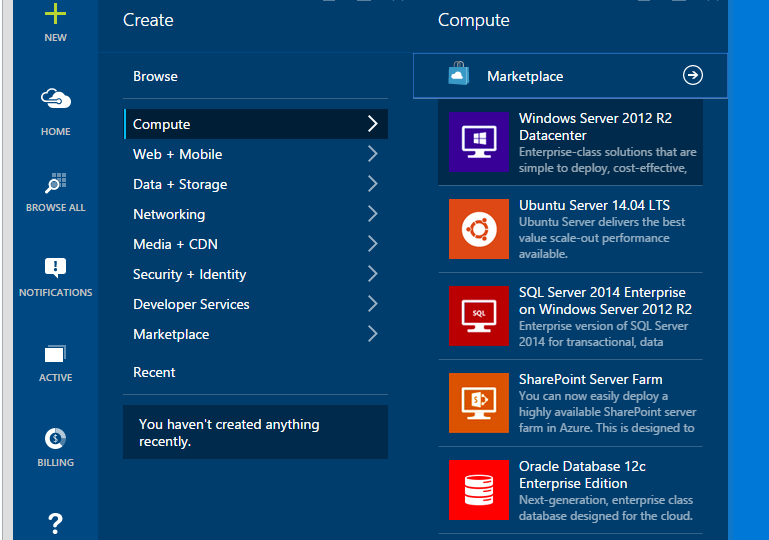 NEW
HOME
BROWSE ALL
NOTIFICATIONS
ACTIVE
BILLING
?
Create
Browse
Compute
Web + Mobile
Data + Storage
Networking
Media + CDN
Security + Identity
Developer Services
Marketplace
Recent
You haven't created anything
recently.
Compute
Marketplace
Windows Server 2012 R2
Datacenter
Enterprise-class solutions that are
simple to deploy, cost-effective,
Ubuntu Server 14.04 LTS
Ubuntu Server delivers the best
value scale-out performance
available.
SQL
SQL Server 2014 Enterprise
on Windows Server 2012 R2
Enterprise version of SQL Server
2014 for transactional, data
SharePoint Server Farm
You can now easily deploy a
highly available SharePoint server
farm in Azure. This is designed to
Oracle Database 12c
Enterprise Edition
Next-generation, enterprise class
database designed for the cloud.